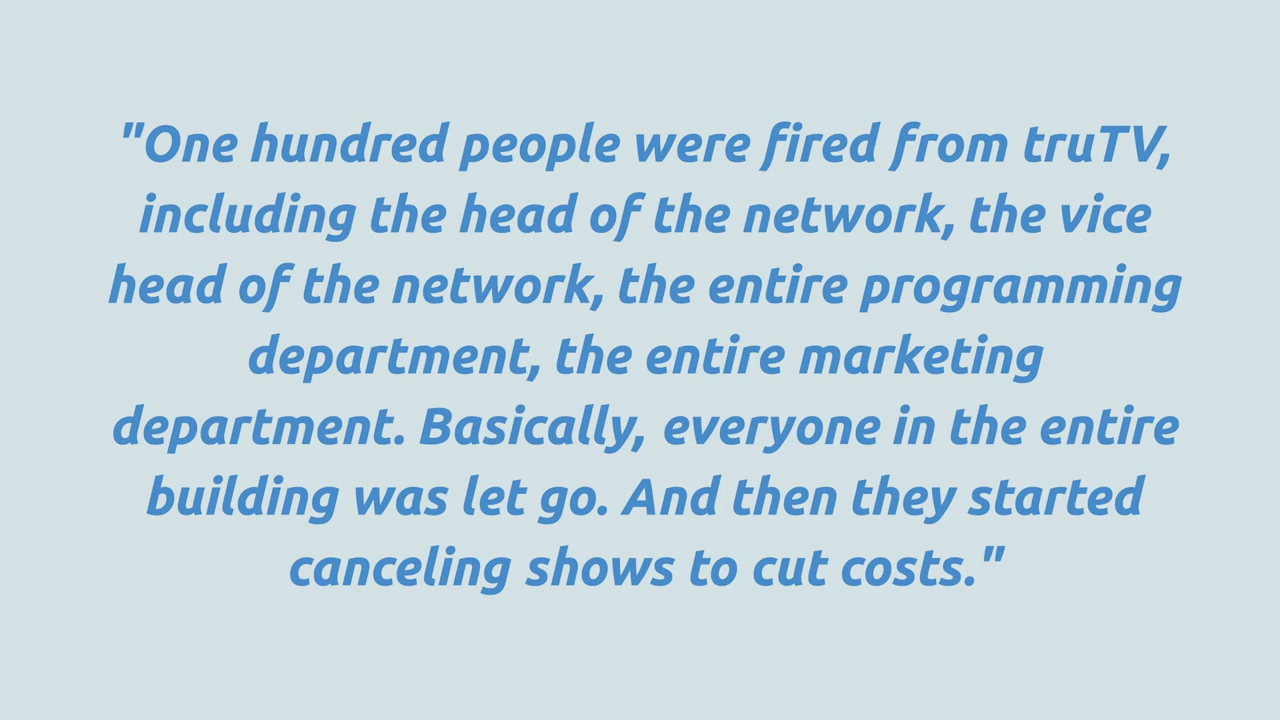 "One hundred people were fired from truTV,
including the head of the network, the vice
head of the network, the entire programming
department, the entire marketing
department. Basically, everyone in the entire
building was let go. And then they started
canceling shows to cut costs."